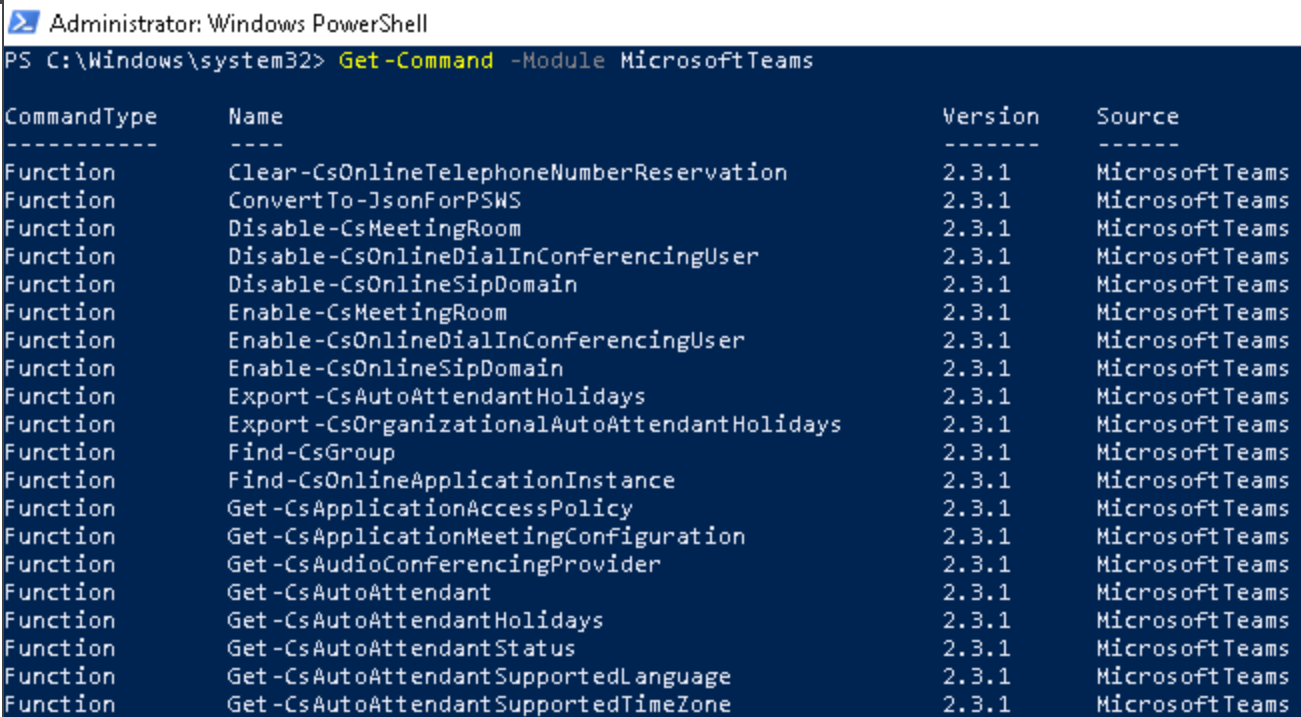 Administrator: Windows PowerShell
PS C:\Windows\system32> Get-Command -Module MicrosoftTeams
CommandType Name Version Source
----------- ---- ------- ------
Function Clear-CsOnlineTelephoneNumberReservation 2.3.1 MicrosoftTeams
Function ConvertTo-JsonForPSWS 2.3.1 MicrosoftTeams
Function Disable-CsMeetingRoom 2.3.1 MicrosoftTeams
Function Disable-CsOnlineDialInConferencingUser 2.3.1 MicrosoftTeams
Function Disable-CsOnlineSipDomain 2.3.1 MicrosoftTeams
Function Enable-CsMeetingRoom 2.3.1 MicrosoftTeams
Function Enable-CsOnlineDialInConferencingUser 2.3.1 MicrosoftTeams
Function Enable-CsOnlineSipDomain 2.3.1 MicrosoftTeams
Function Export-CsAutoAttendantHolidays 2.3.1 MicrosoftTeams
Function Export-CsOrganizationalAutoAttendantHolidays 2.3.1 MicrosoftTeams
Function Find-CsGroup 2.3.1 MicrosoftTeams
Function Find-CsOnlineApplicationInstance 2.3.1 MicrosoftTeams
Function Get-CsApplicationAccessPolicy 2.3.1 MicrosoftTeams
Function Get-CsApplicationMeetingConfiguration 2.3.1 MicrosoftTeams
Function Get-CsAudioConferencingProvider 2.3.1 MicrosoftTeams
Function Get-CsAutoAttendant 2.3.1 MicrosoftTeams
Function Get-CsAutoAttendantHolidays 2.3.1 MicrosoftTeams
Function Get-CsAutoAttendantStatus 2.3.1 MicrosoftTeams
Function Get-CsAutoAttendantSupportedLanguage 2.3.1 MicrosoftTeams
Function Get-CsAutoAttendantSupportedTimeZone 2.3.1 MicrosoftTeams